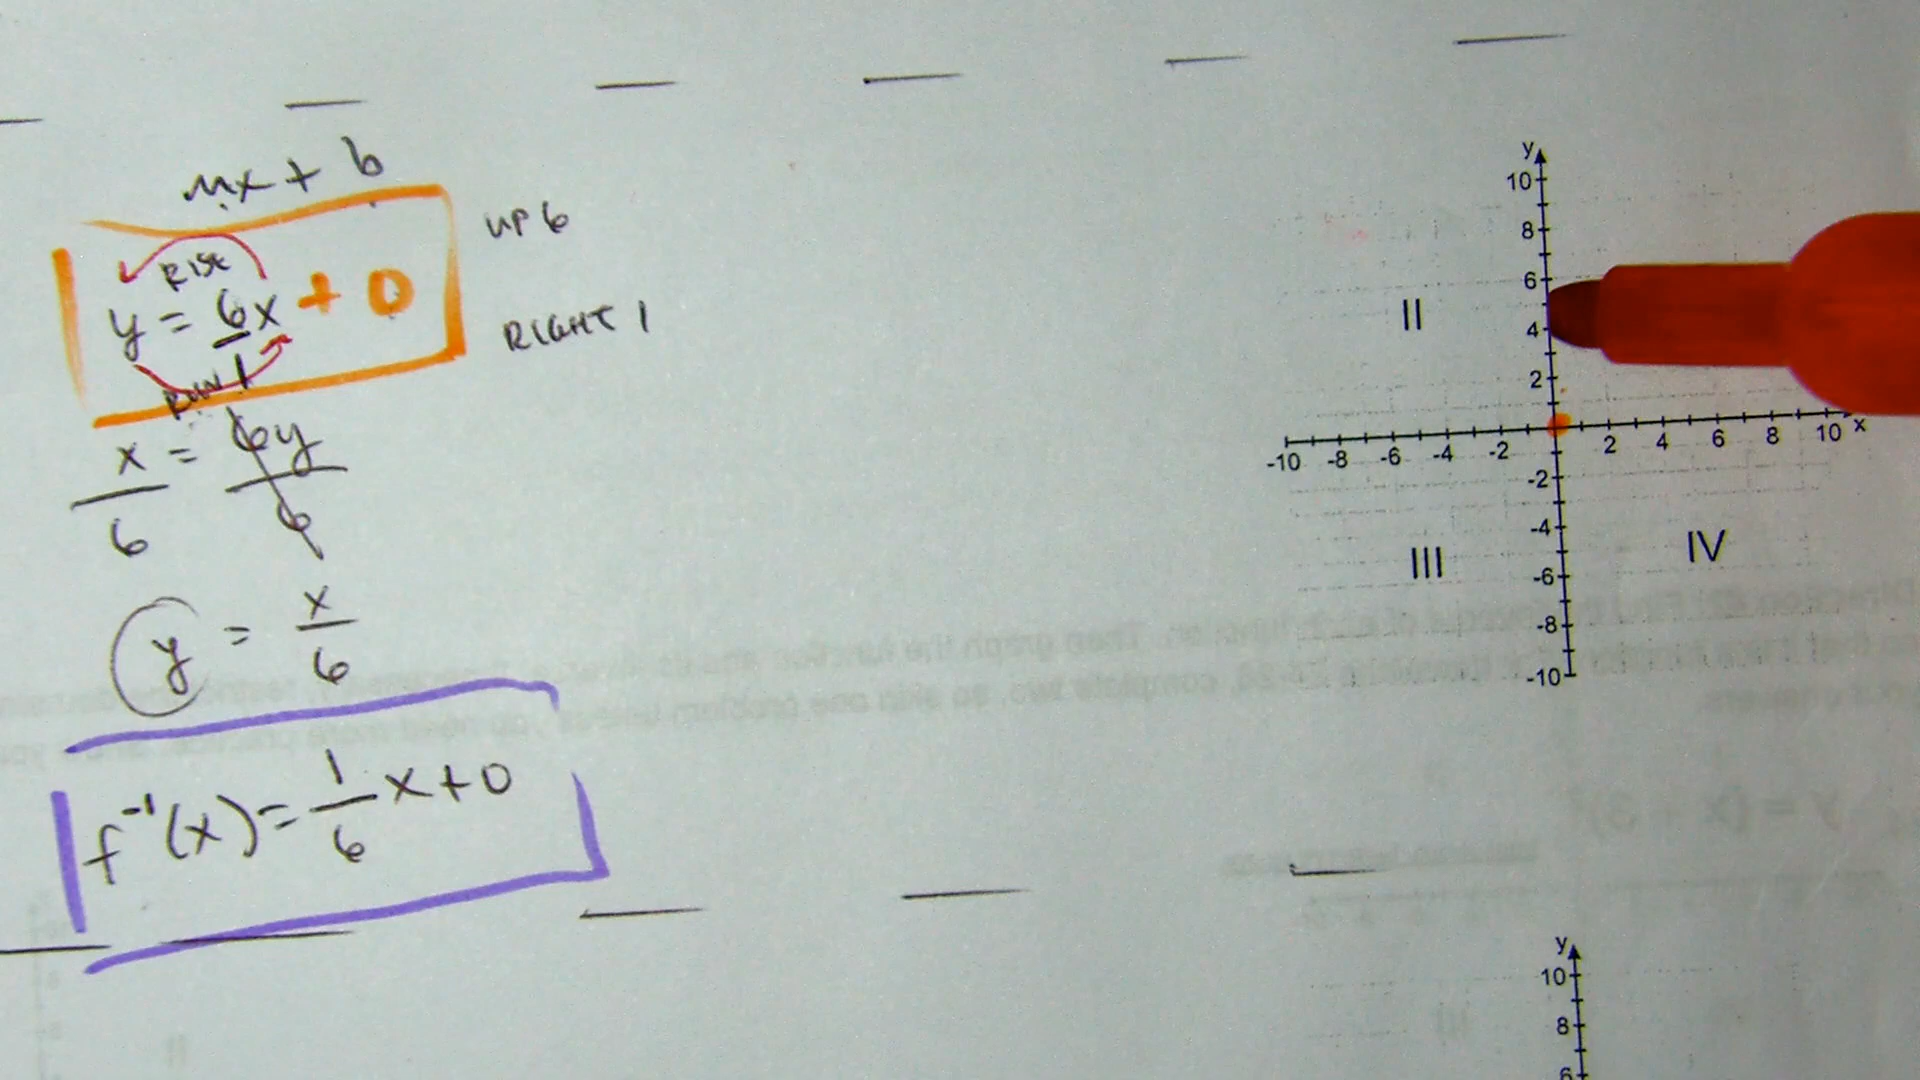 mx + b
UP 6
RISE
y = 6x + 0
1
RIGHT 1
RUN
x = 6y
6 6
y = x
6
f⁻¹(x) = 1/6 x + 0
y
10
8
6
4
2
-10 -8 -6 -4 -2 2 4 6 8 10 x
-2
-4
-6
-8
-10
II
III
IV
y
10
8
6